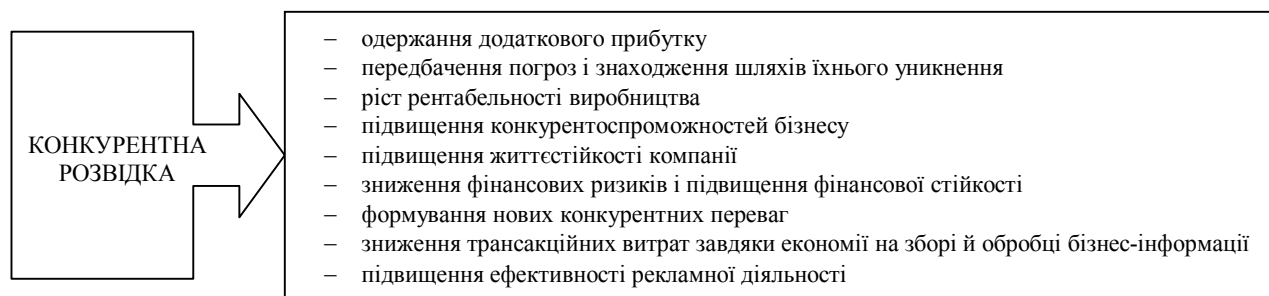 КОНКУРЕНТНА
РОЗВІДКА
– одержання додаткового прибутку
– передбачення погроз і знаходження шляхів їхнього уникнення
– ріст рентабельності виробництва
– підвищення конкурентоспроможностей бізнесу
– підвищення життєстійкості компанії
– зниження фінансових ризиків і підвищення фінансової стійкості
– формування нових конкурентних переваг
– зниження трансакційних витрат завдяки економії на зборі й обробці бізнес-інформації
– підвищення ефективності рекламної діяльності